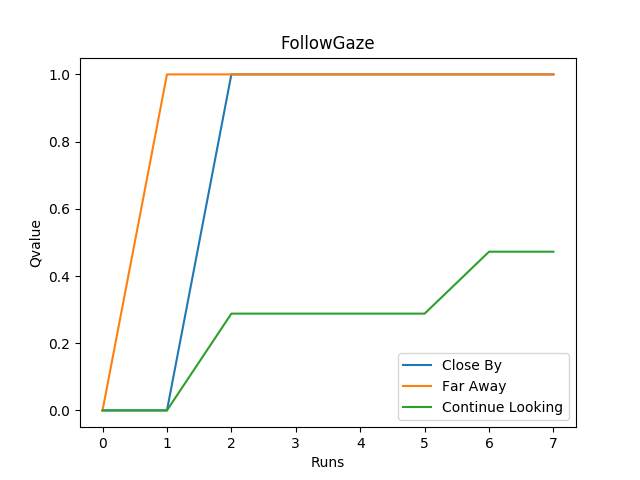 FollowGaze
1.0
0.8
0.6
0.4
0.2
0.0
Qvalue
0 1 2 3 4 5 6 7
Runs
Close By
Far Away
Continue Looking